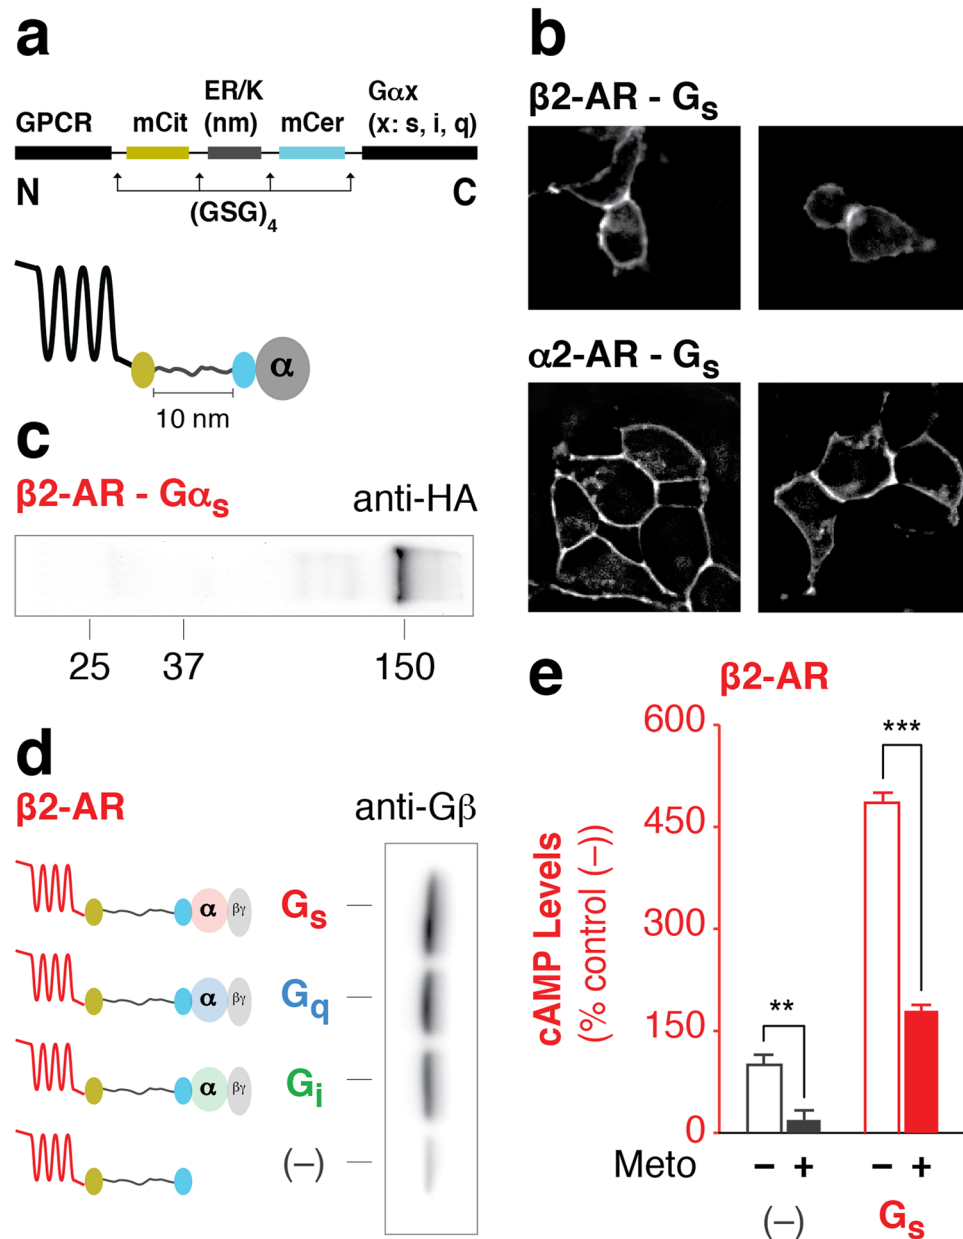 a
GPCR mCit ER/K (nm) mCer Gαx (x: s, i, q)
N C
(GSG)4
α
10 nm
b
β2-AR - Gs
α2-AR - Gs
c
β2-AR - Gαs anti-HA
25 37 150
d
β2-AR anti-Gβ
α βγ Gs
α βγ Gq
α βγ Gi
(–)
e
β2-AR
cAMP Levels
(% control (–))
600
450
300
150
0
**
***
Meto – + – +
(–) Gs